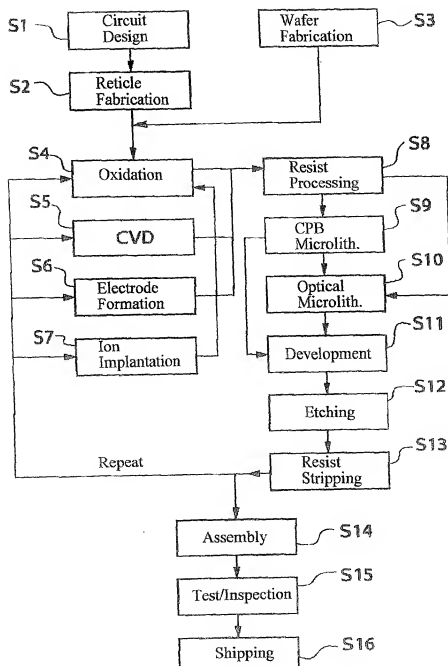 S1
Circuit
Design
Wafer
Fabrication
S3
S2
Reticle
Fabrication
S4
Oxidation
Resist
Processing
S8
S5
CVD
CPB
Microlith.
S9
S6
Electrode
Formation
Optical
Microlith.
S10
S7
Ion
Implantation
Development
S11
Etching
S12
Repeat
Resist
Stripping
S13
Assembly
S14
Test/Inspection
S15
Shipping
S16